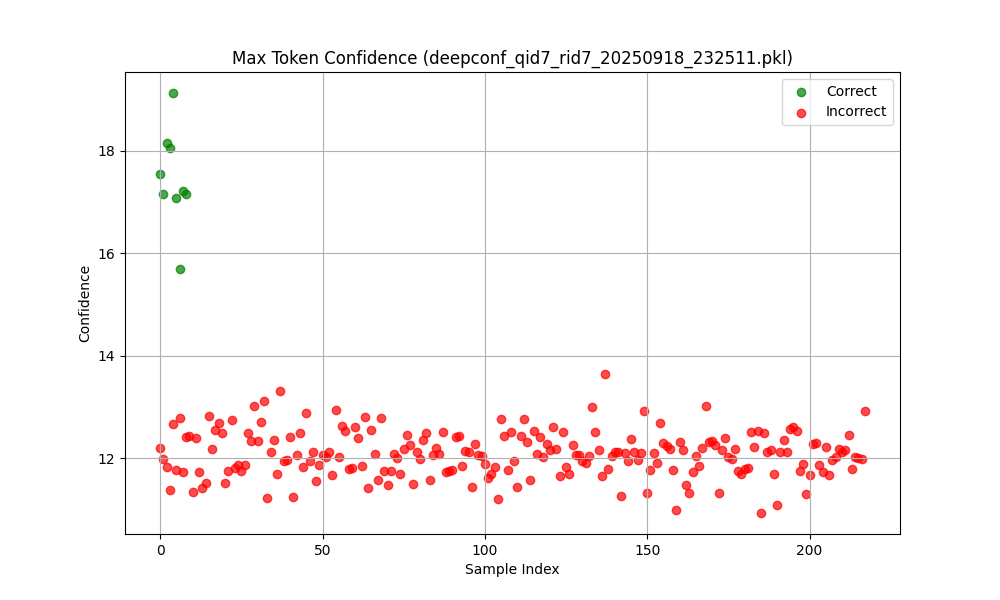 Max Token Confidence (deepconf_qid7_rid7_20250918_232511.pkl)
Correct
Incorrect
18
16
14
12
Confidence
0
50
100
150
200
Sample Index